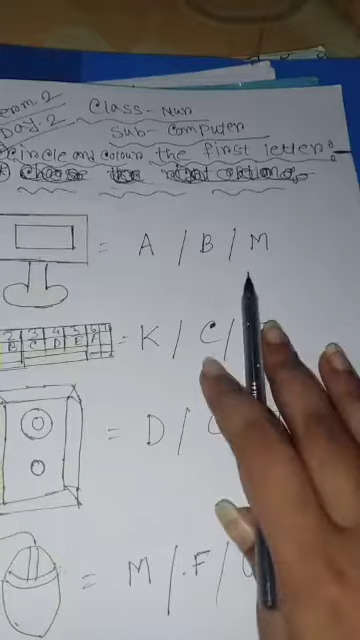 Term-2
Day-2
Class-Nur
Sub-Computer
Circle and colour the first letter:
= A / B / M
2 3 4 5 6
B C D E F
= K / C /
= D /
= M / .F /